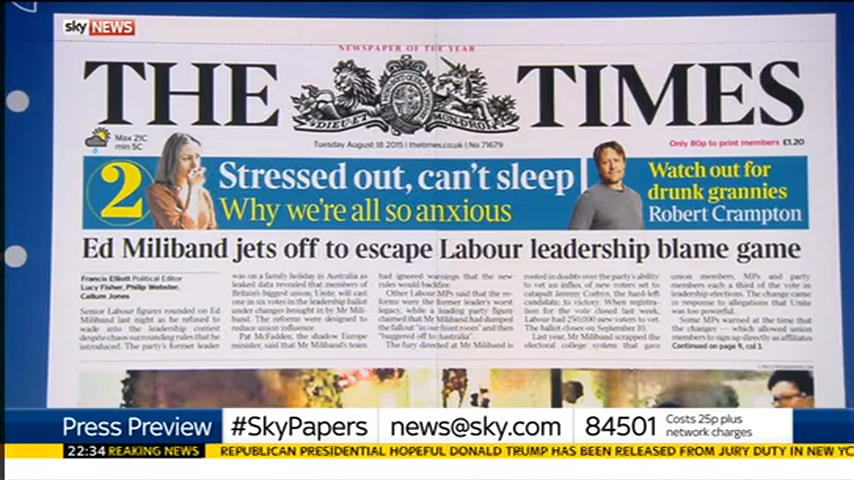 sky NEWS
NEWSPAPER OF THE YEAR
THE TIMES
DIEU ET MON DROIT
Max 21C
min 5C
Tuesday August 18 2015 | thetimes.co.uk | No 71679
Only 80p to print members £1.20
2
Stressed out, can't sleep
Why we're all so anxious
Watch out for
drunk grannies
Robert Crampton
Ed Miliband jets off to escape Labour leadership blame game
Francis Elliott Political Editor
Lucy Fisher, Philip Webster,
Callum Jones
Senior Labour figures rounded on Ed
Miliband last night as he refused to
wade into the leadership contest
despite chaos surrounding rules that he
introduced. The party's former leader
was on a family holiday in Australia as
leaked data revealed that members of
Britain's biggest union, Unite, will cast
one in six votes in the leadership ballot
under changes brought in by Mr Mili-
band. The reforms were designed to
reduce union influence.
Pat McFadden, the shadow Europe
minister, said that Mr Miliband's team
had ignored warnings that the new
rules would backfire.
Other Labour MPs said that the re-
forms were the former leader's worst
legacy, while a leading party figure
claimed that Mr Miliband had dumped
the fallout "in our front room" and then
"buggered off to Australia".
The fury directed at Mr Miliband is
rooted in doubts over the party's ability
to vet an influx of new voters set to
catapult Jeremy Corbyn, the hard-left
candidate, to victory. When registra-
tion for the vote closed last week,
Labour had 250,000 new voters to vet.
The ballot closes on September 10.
Last year, Mr Miliband scrapped the
electoral college system that gave
union members, MPs and party
members each a third of the vote in
leadership elections. The change came
in response to allegations that Unite
was too powerful.
Some MPs warned at the time that
the changes — which allowed union
members to sign up directly as affiliates
Continued on page 9, col 1
Press Preview
#SkyPapers
news@sky.com
84501
Costs 25p plus
network charges
22:34 BREAKING NEWS
REPUBLICAN PRESIDENTIAL HOPEFUL DONALD TRUMP HAS BEEN RELEASED FROM JURY DUTY IN NEW YO